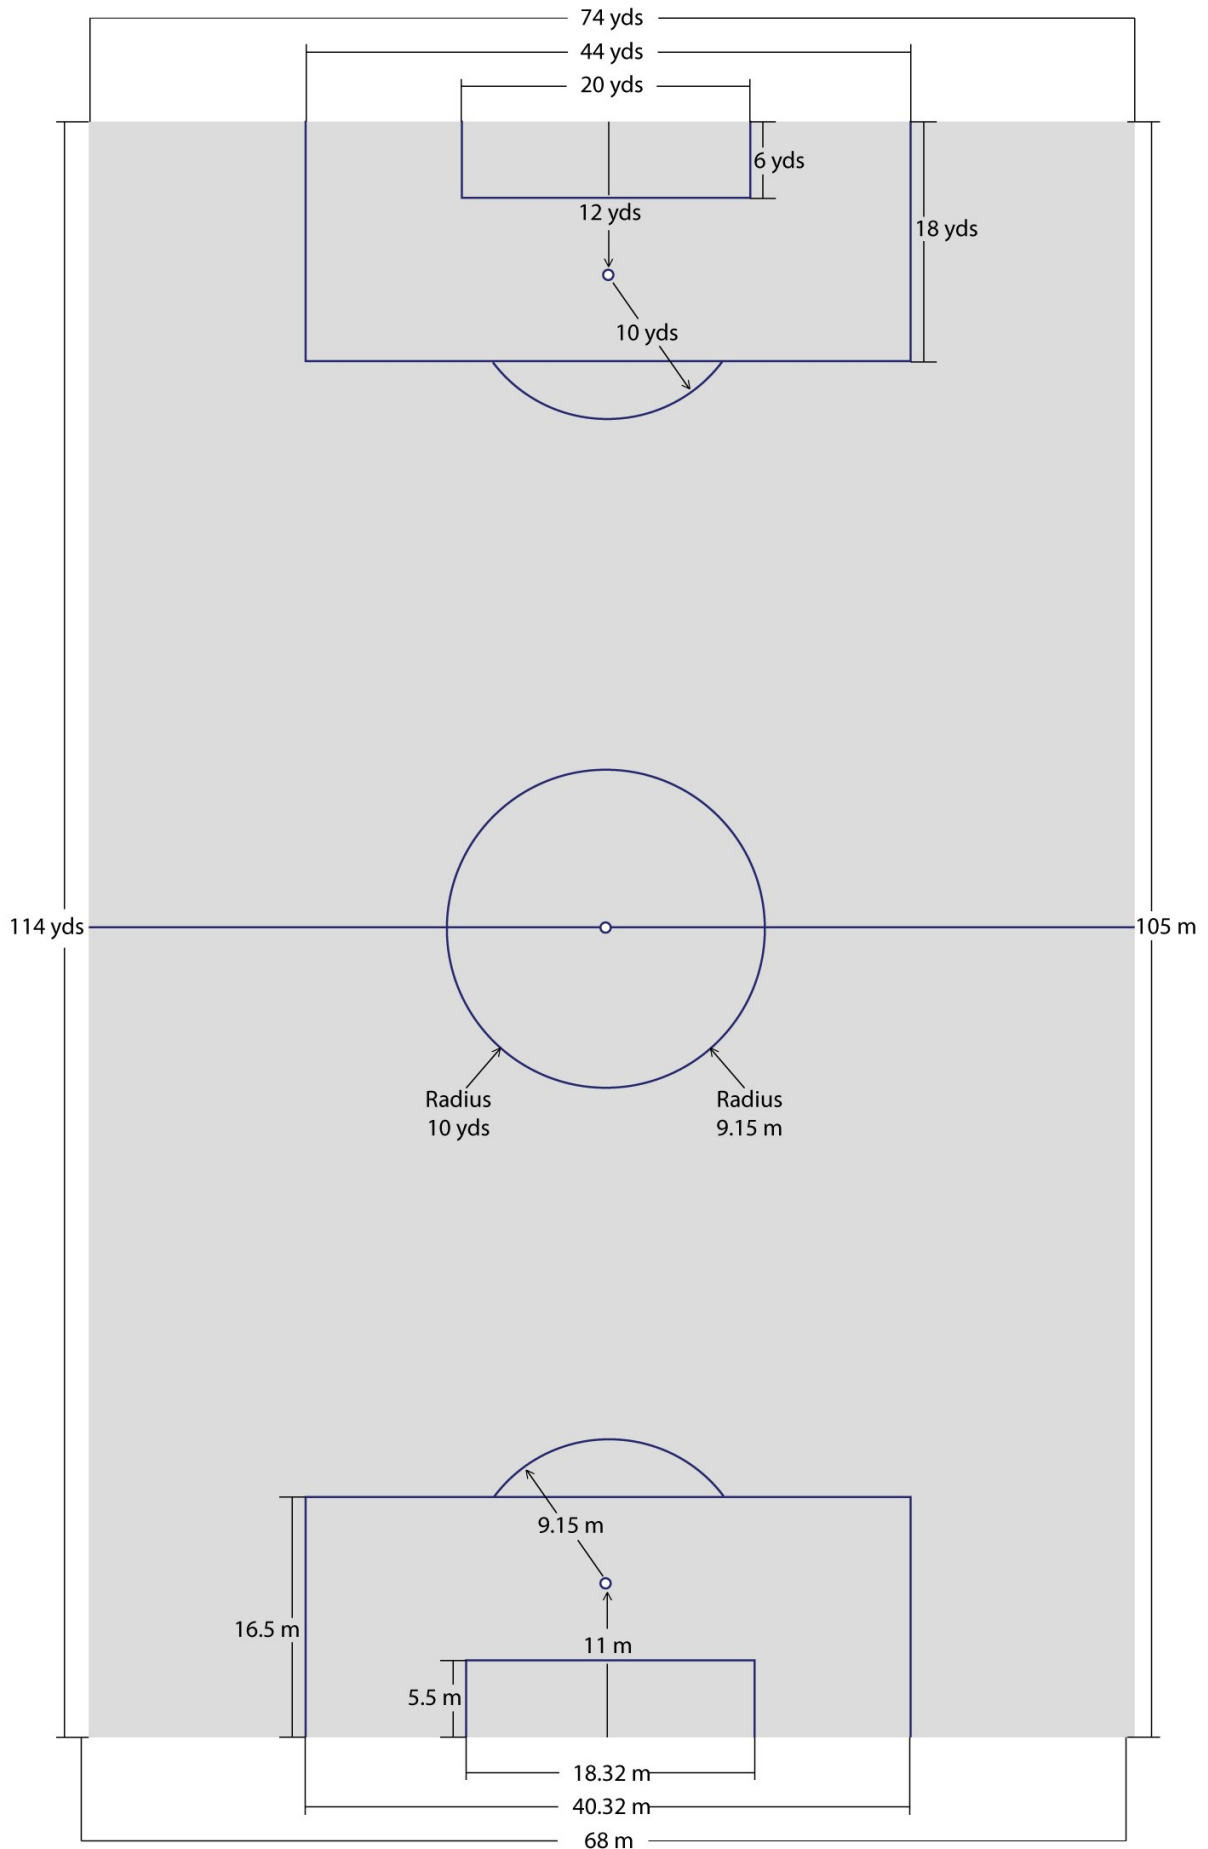 74 yds
44 yds
20 yds
6 yds
12 yds
18 yds
10 yds
114 yds
105 m
Radius
10 yds
Radius
9.15 m
9.15 m
16.5 m
11 m
5.5 m
18.32 m
40.32 m
68 m